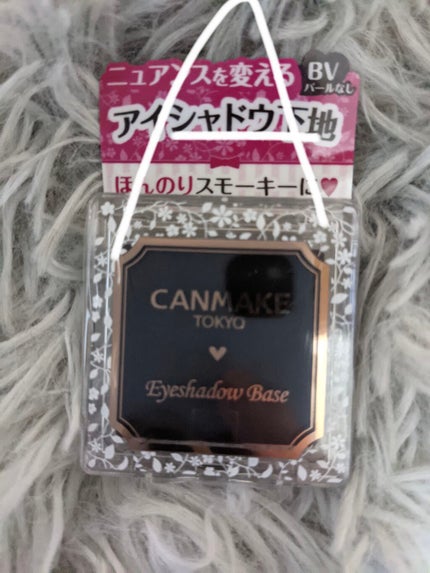 ニュアンスを変える
BV
パールなし
アイシャドウ下地
ほんのりスモーキーに♥
CANMAKE
TOKYO
Eyeshadow Base